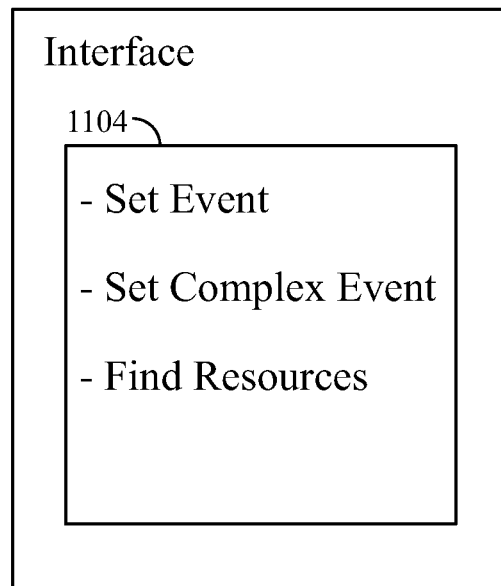 Interface
1104
- Set Event
- Set Complex Event
- Find Resources